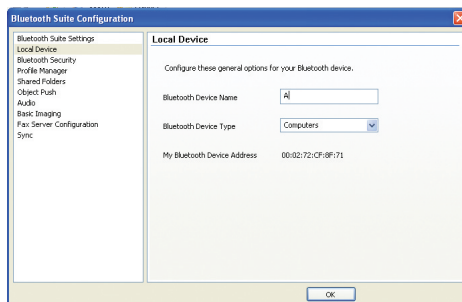 Bluetooth Suite Configuration
Bluetooth Suite Settings
Local Device
Bluetooth Security
Profile Manager
Shared Folders
Object Push
Audio
Basic Imaging
Fax Server Configuration
Sync
Local Device
Configure these general options for your Bluetooth device.
Bluetooth Device Name
A
Bluetooth Device Type
Computers
My Bluetooth Device Address
00:02:72:CF:8F:71
OK